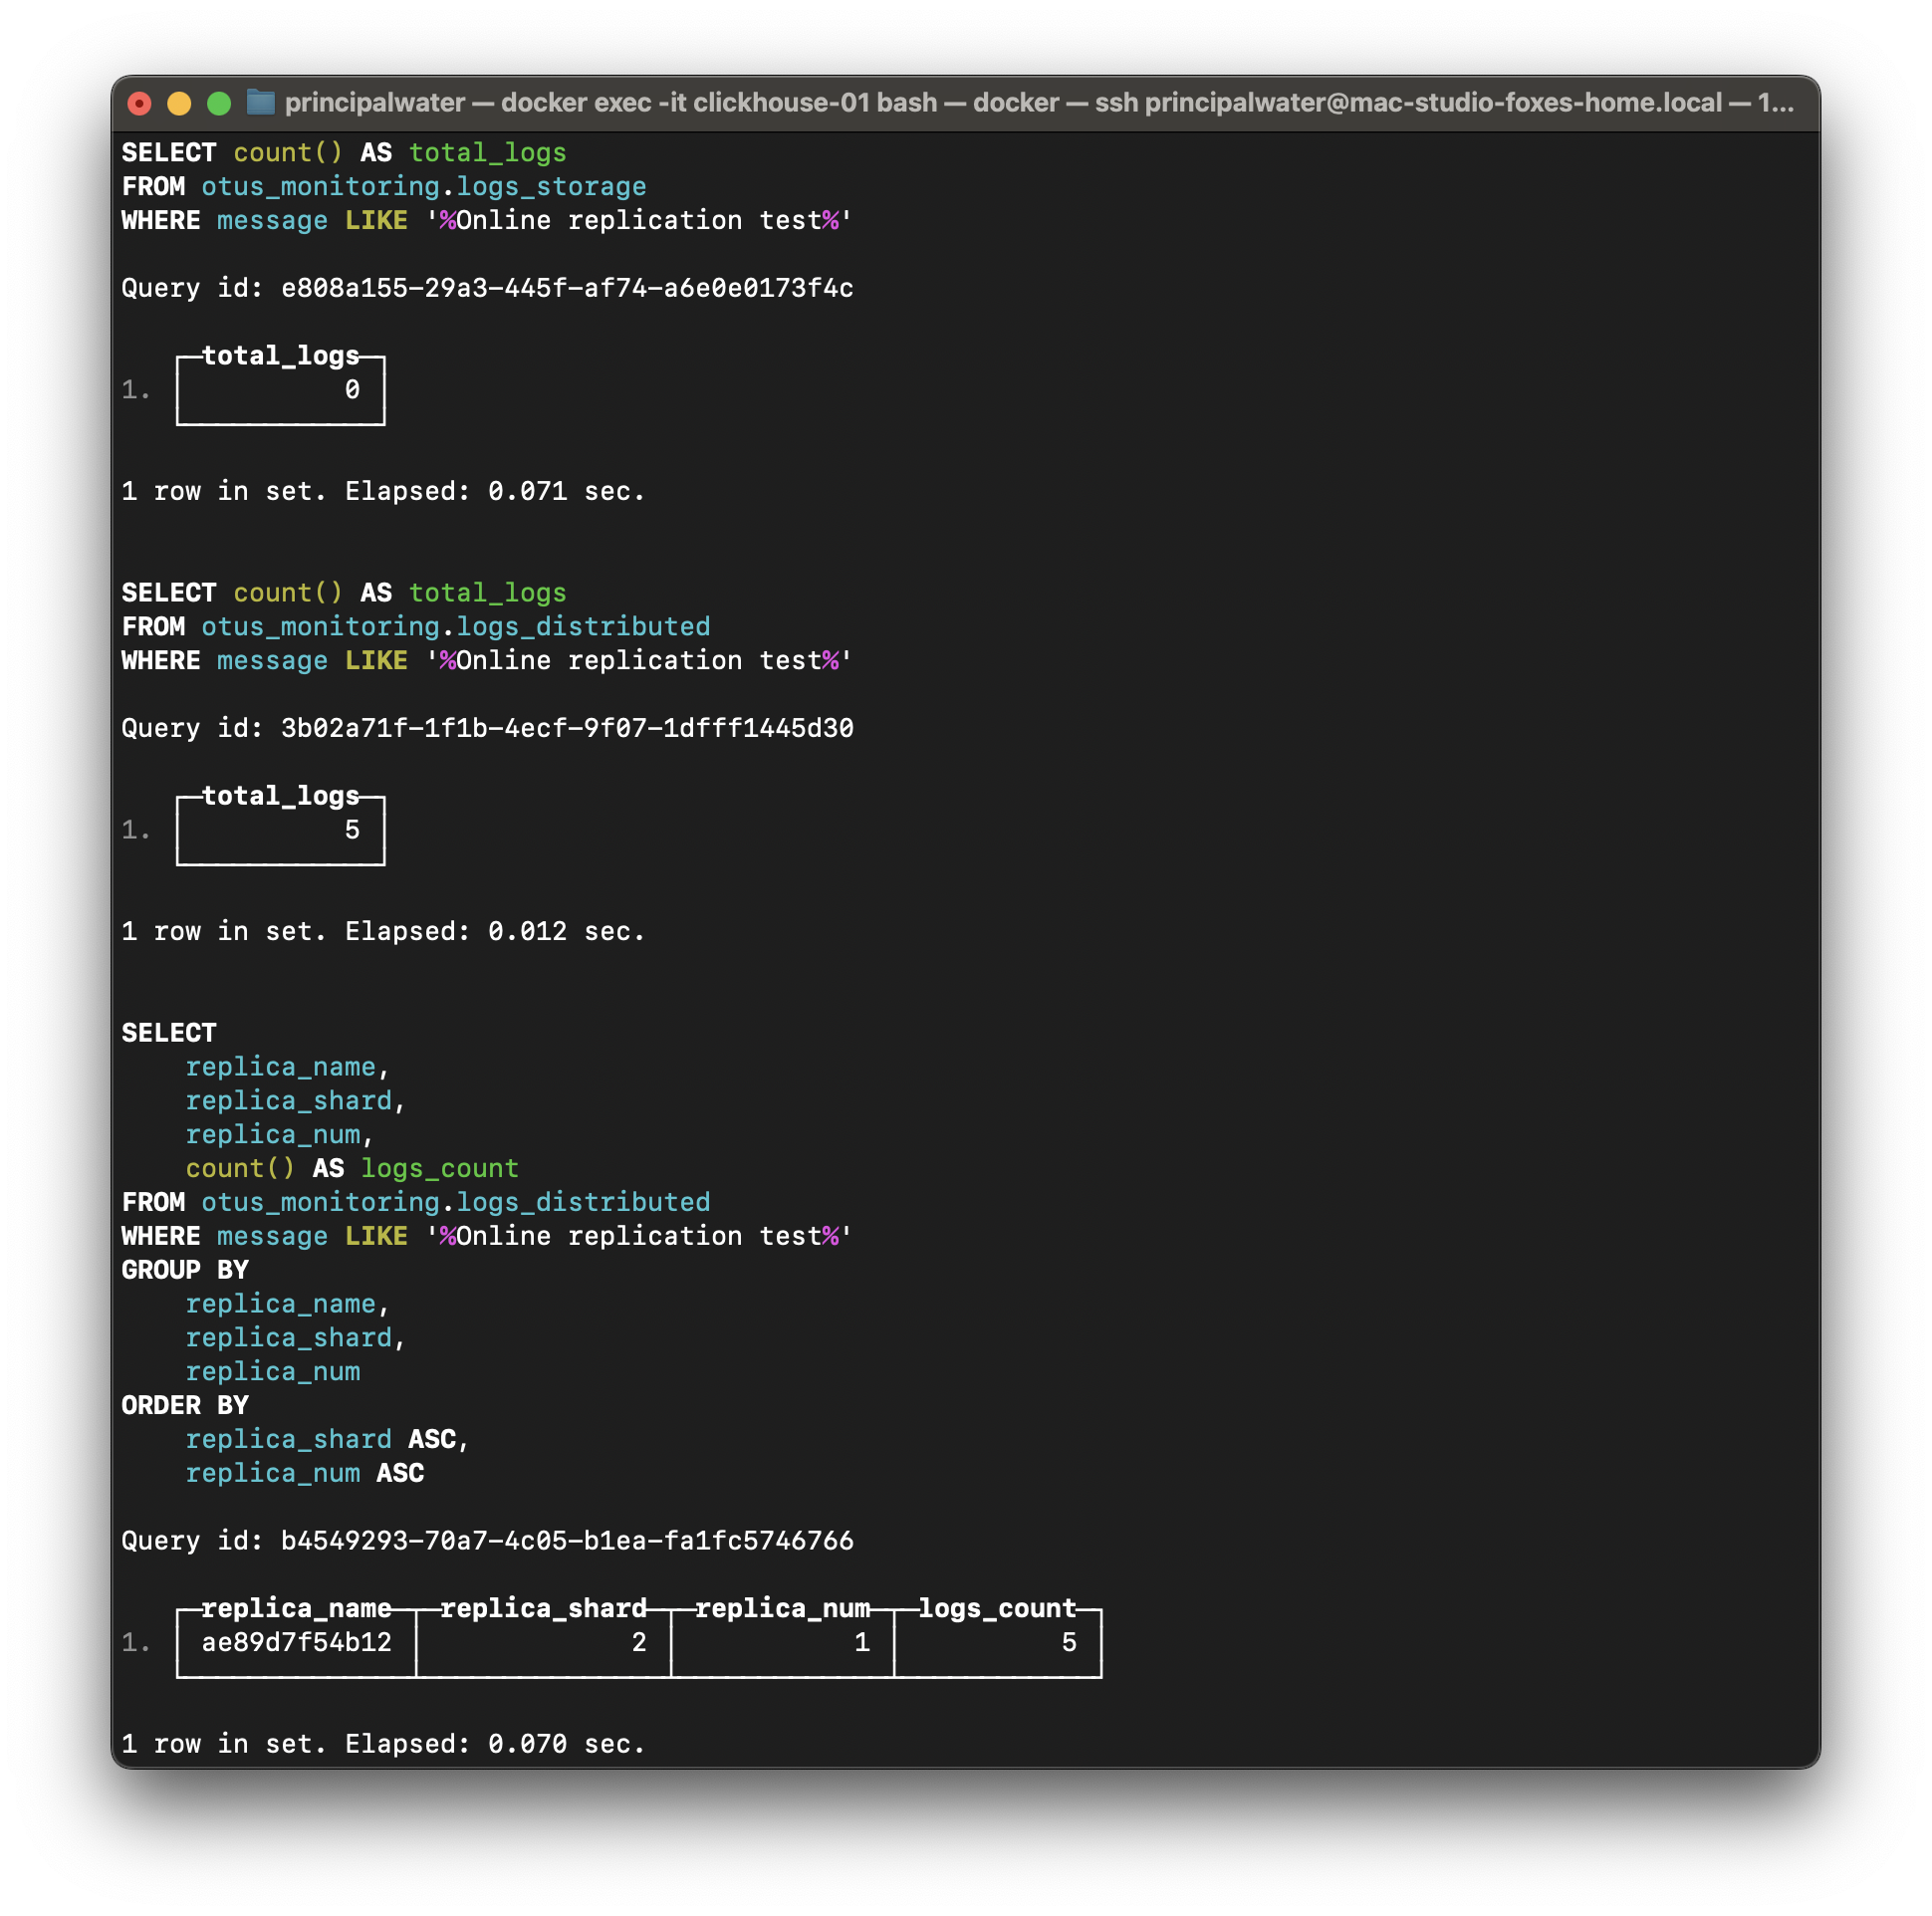 principalwater — docker exec -it clickhouse-01 bash — docker — ssh principalwater@mac-studio-foxes-home.local — 1...
SELECT count() AS total_logs
FROM otus_monitoring.logs_storage
WHERE message LIKE '%Online replication test%'
Query id: e808a155-29a3-445f-af74-a6e0e0173f4c
total_logs
1. 0
1 row in set. Elapsed: 0.071 sec.
SELECT count() AS total_logs
FROM otus_monitoring.logs_distributed
WHERE message LIKE '%Online replication test%'
Query id: 3b02a71f-1f1b-4ecf-9f07-1dfff1445d30
total_logs
1. 5
1 row in set. Elapsed: 0.012 sec.
SELECT
replica_name,
replica_shard,
replica_num,
count() AS logs_count
FROM otus_monitoring.logs_distributed
WHERE message LIKE '%Online replication test%'
GROUP BY
replica_name,
replica_shard,
replica_num
ORDER BY
replica_shard ASC,
replica_num ASC
Query id: b4549293-70a7-4c05-b1ea-fa1fc5746766
replica_name replica_shard replica_num logs_count
1. ae89d7f54b12 2 1 5
1 row in set. Elapsed: 0.070 sec.